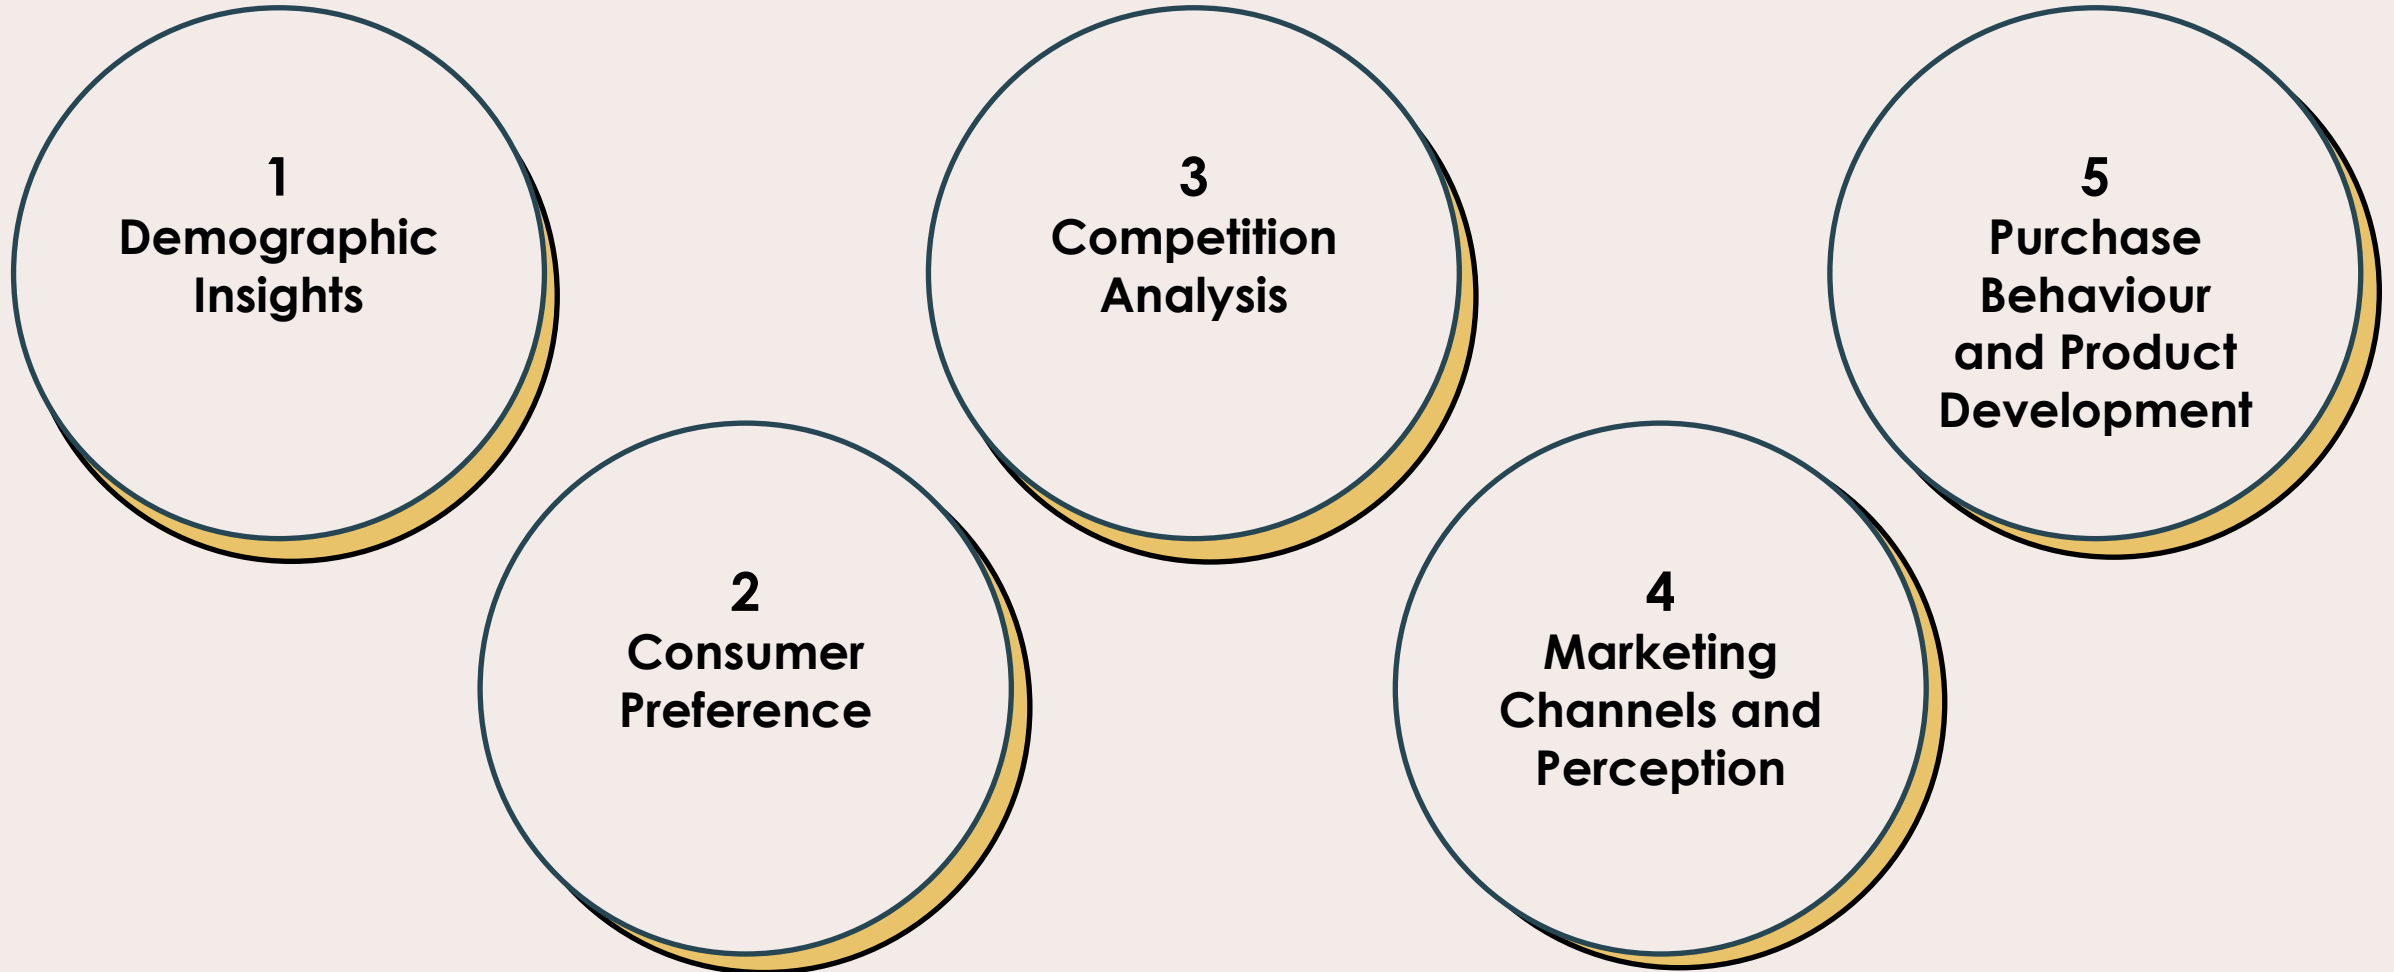 1
Demographic
Insights
2
Consumer
Preference
3
Competition
Analysis
4
Marketing
Channels and
Perception
5
Purchase
Behaviour
and Product
Development